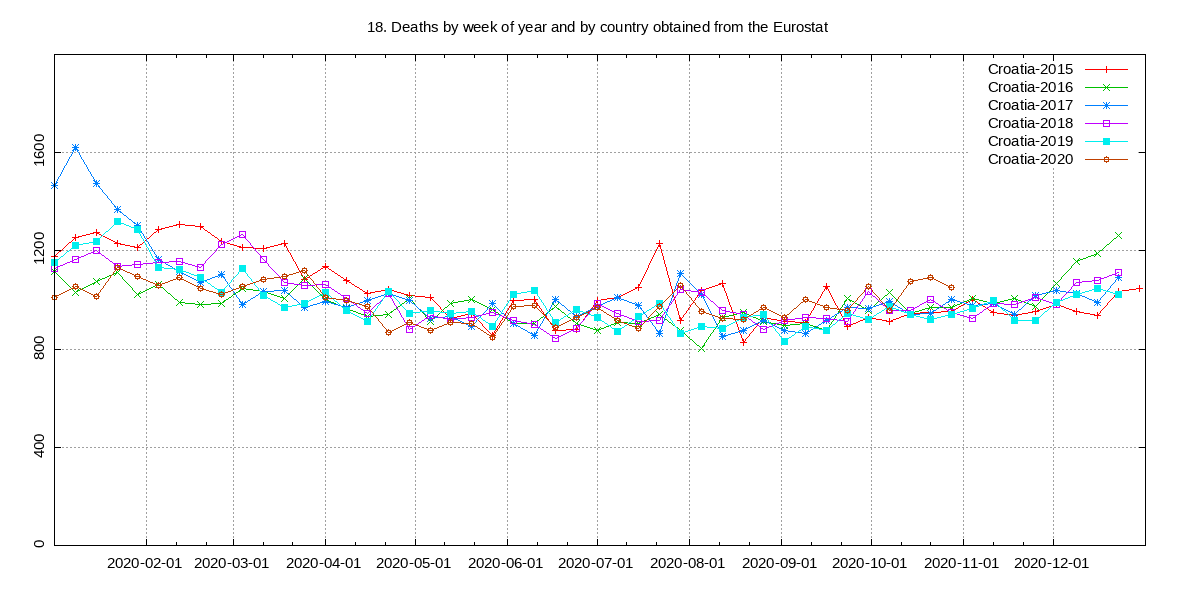 18. Deaths by week of year and by country obtained from the Eurostat
Croatia-2015
Croatia-2016
Croatia-2017
Croatia-2018
Croatia-2019
Croatia-2020
1600
1200
800
400
0
2020-02-01 2020-03-01 2020-04-01 2020-05-01 2020-06-01 2020-07-01 2020-08-01 2020-09-01 2020-10-01 2020-11-01 2020-12-01